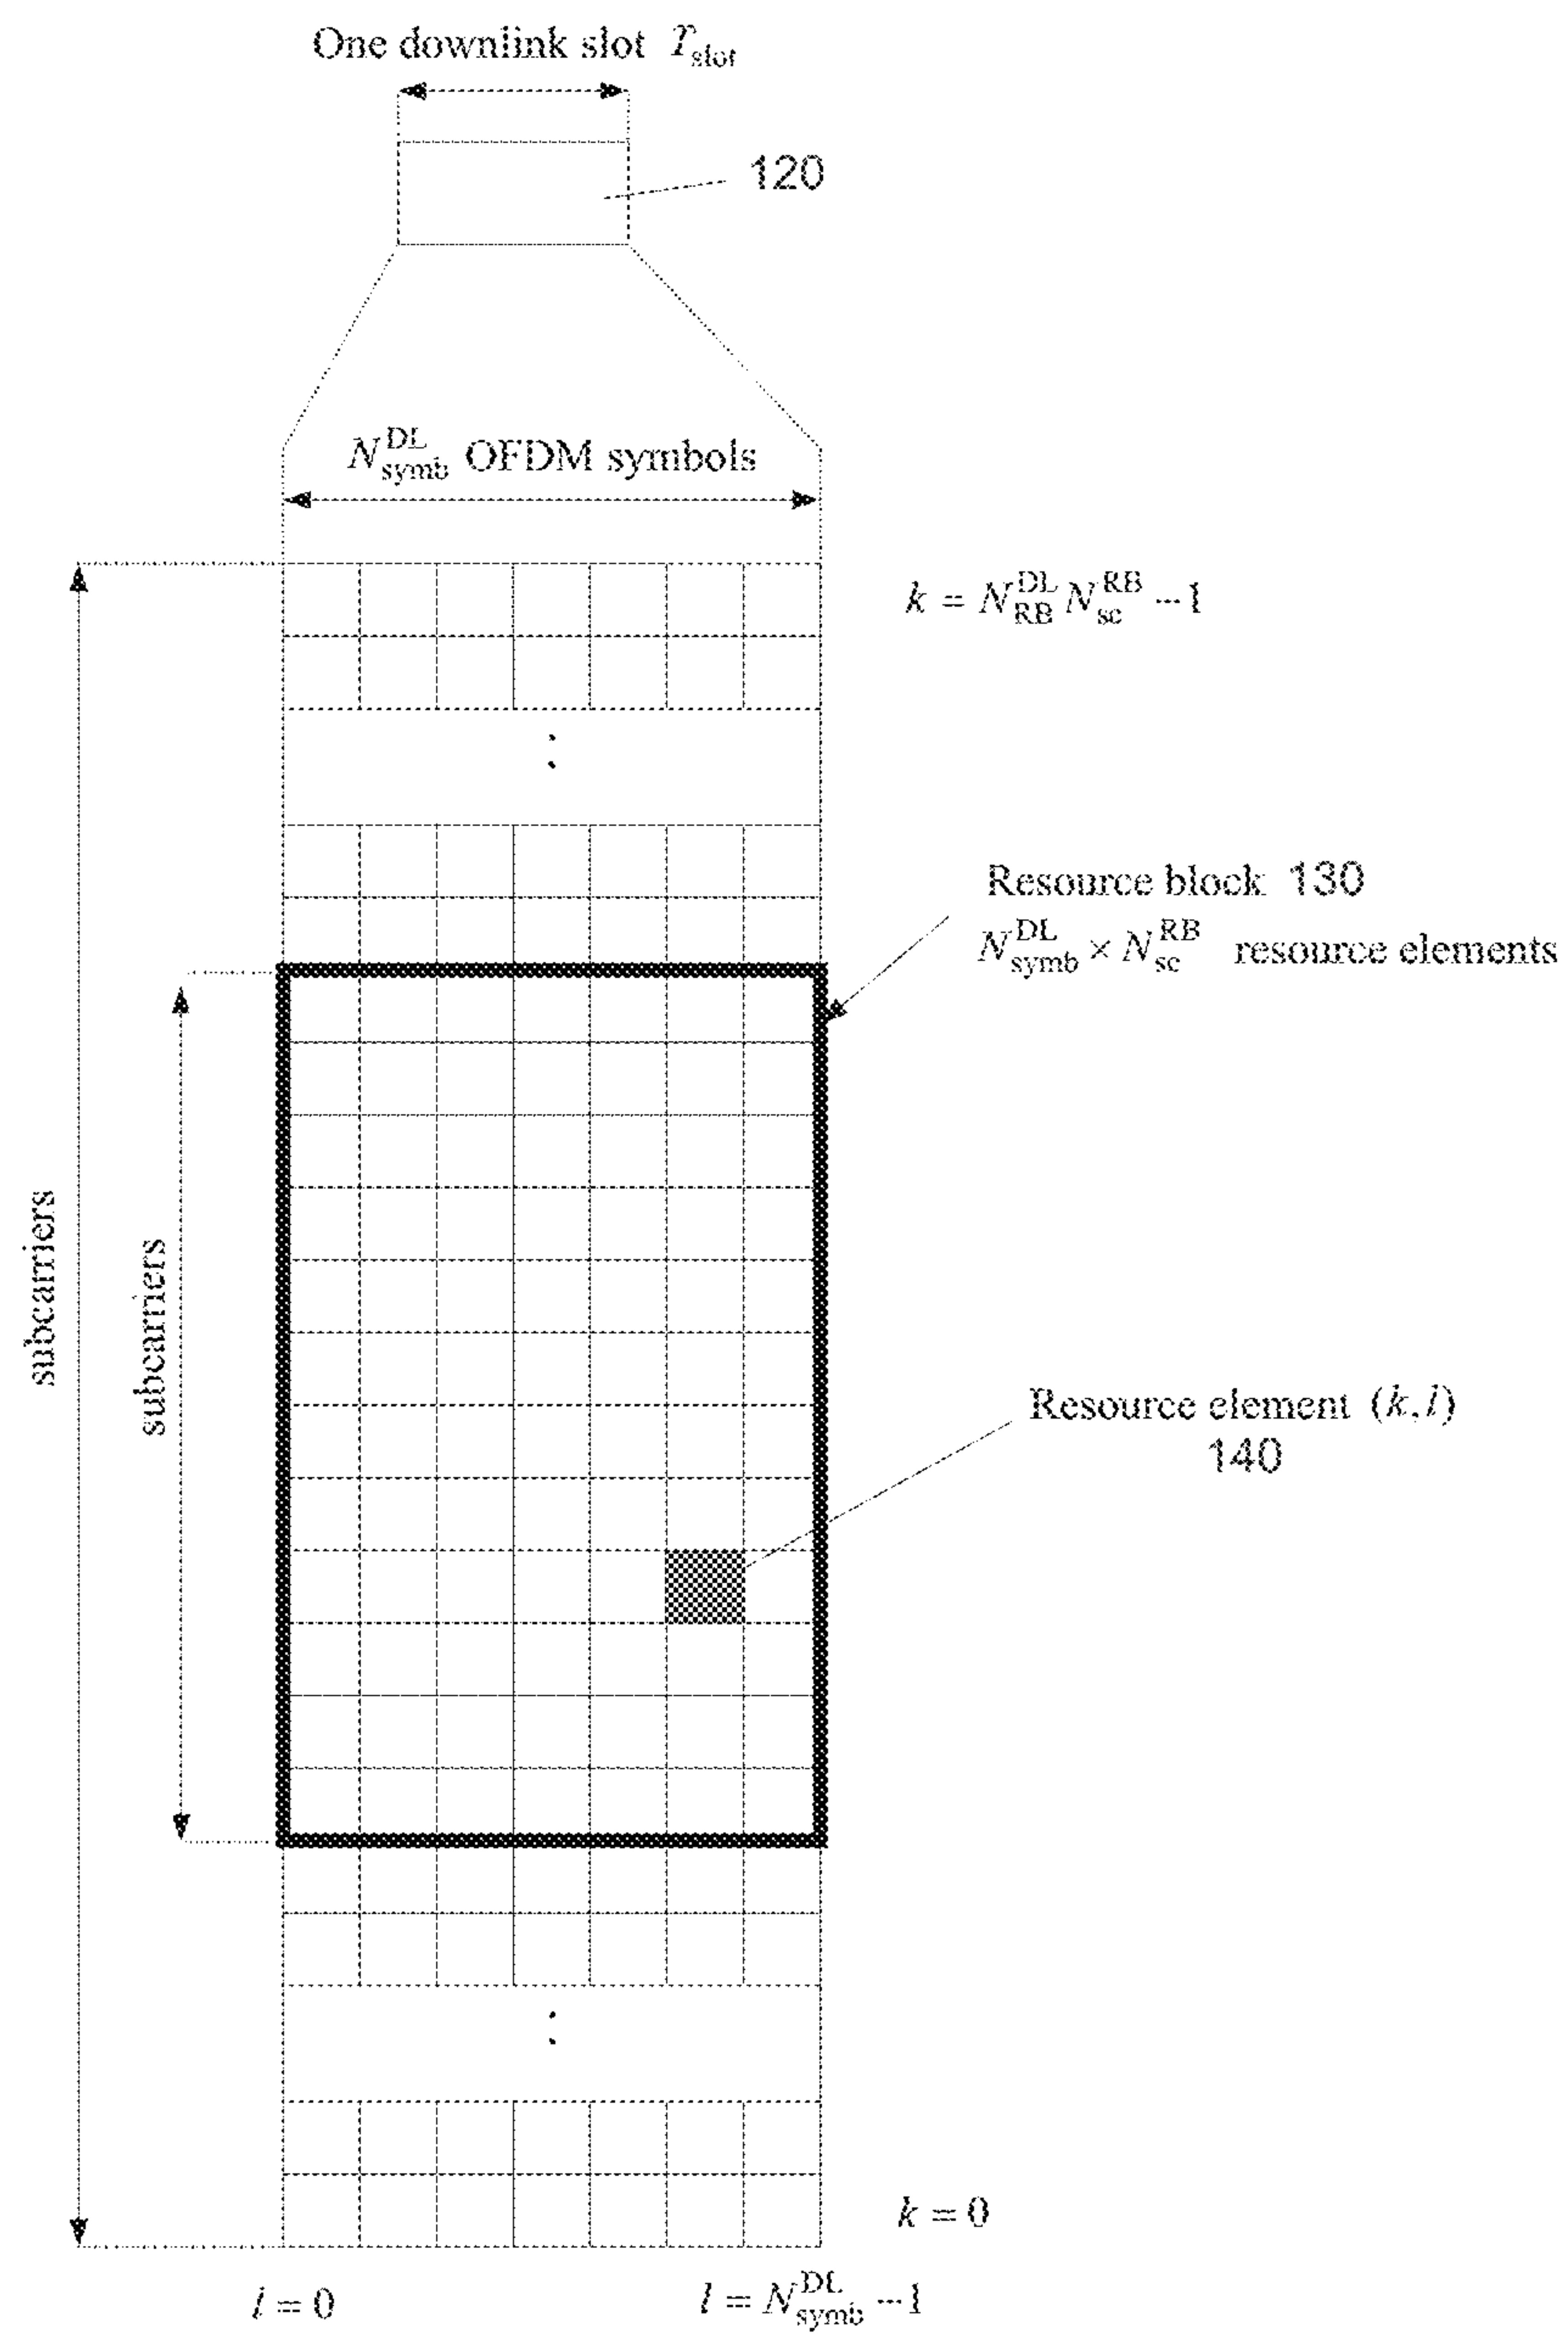 One downlink slot T_slot
120
N_symb^DL OFDM symbols
k = N_RB^DL N_sc^RB − 1
Resource block 130
N_symb^DL × N_sc^RB resource elements
subcarriers
subcarriers
Resource element (k, l)
140
k = 0
l = 0
l = N_symb^DL − 1